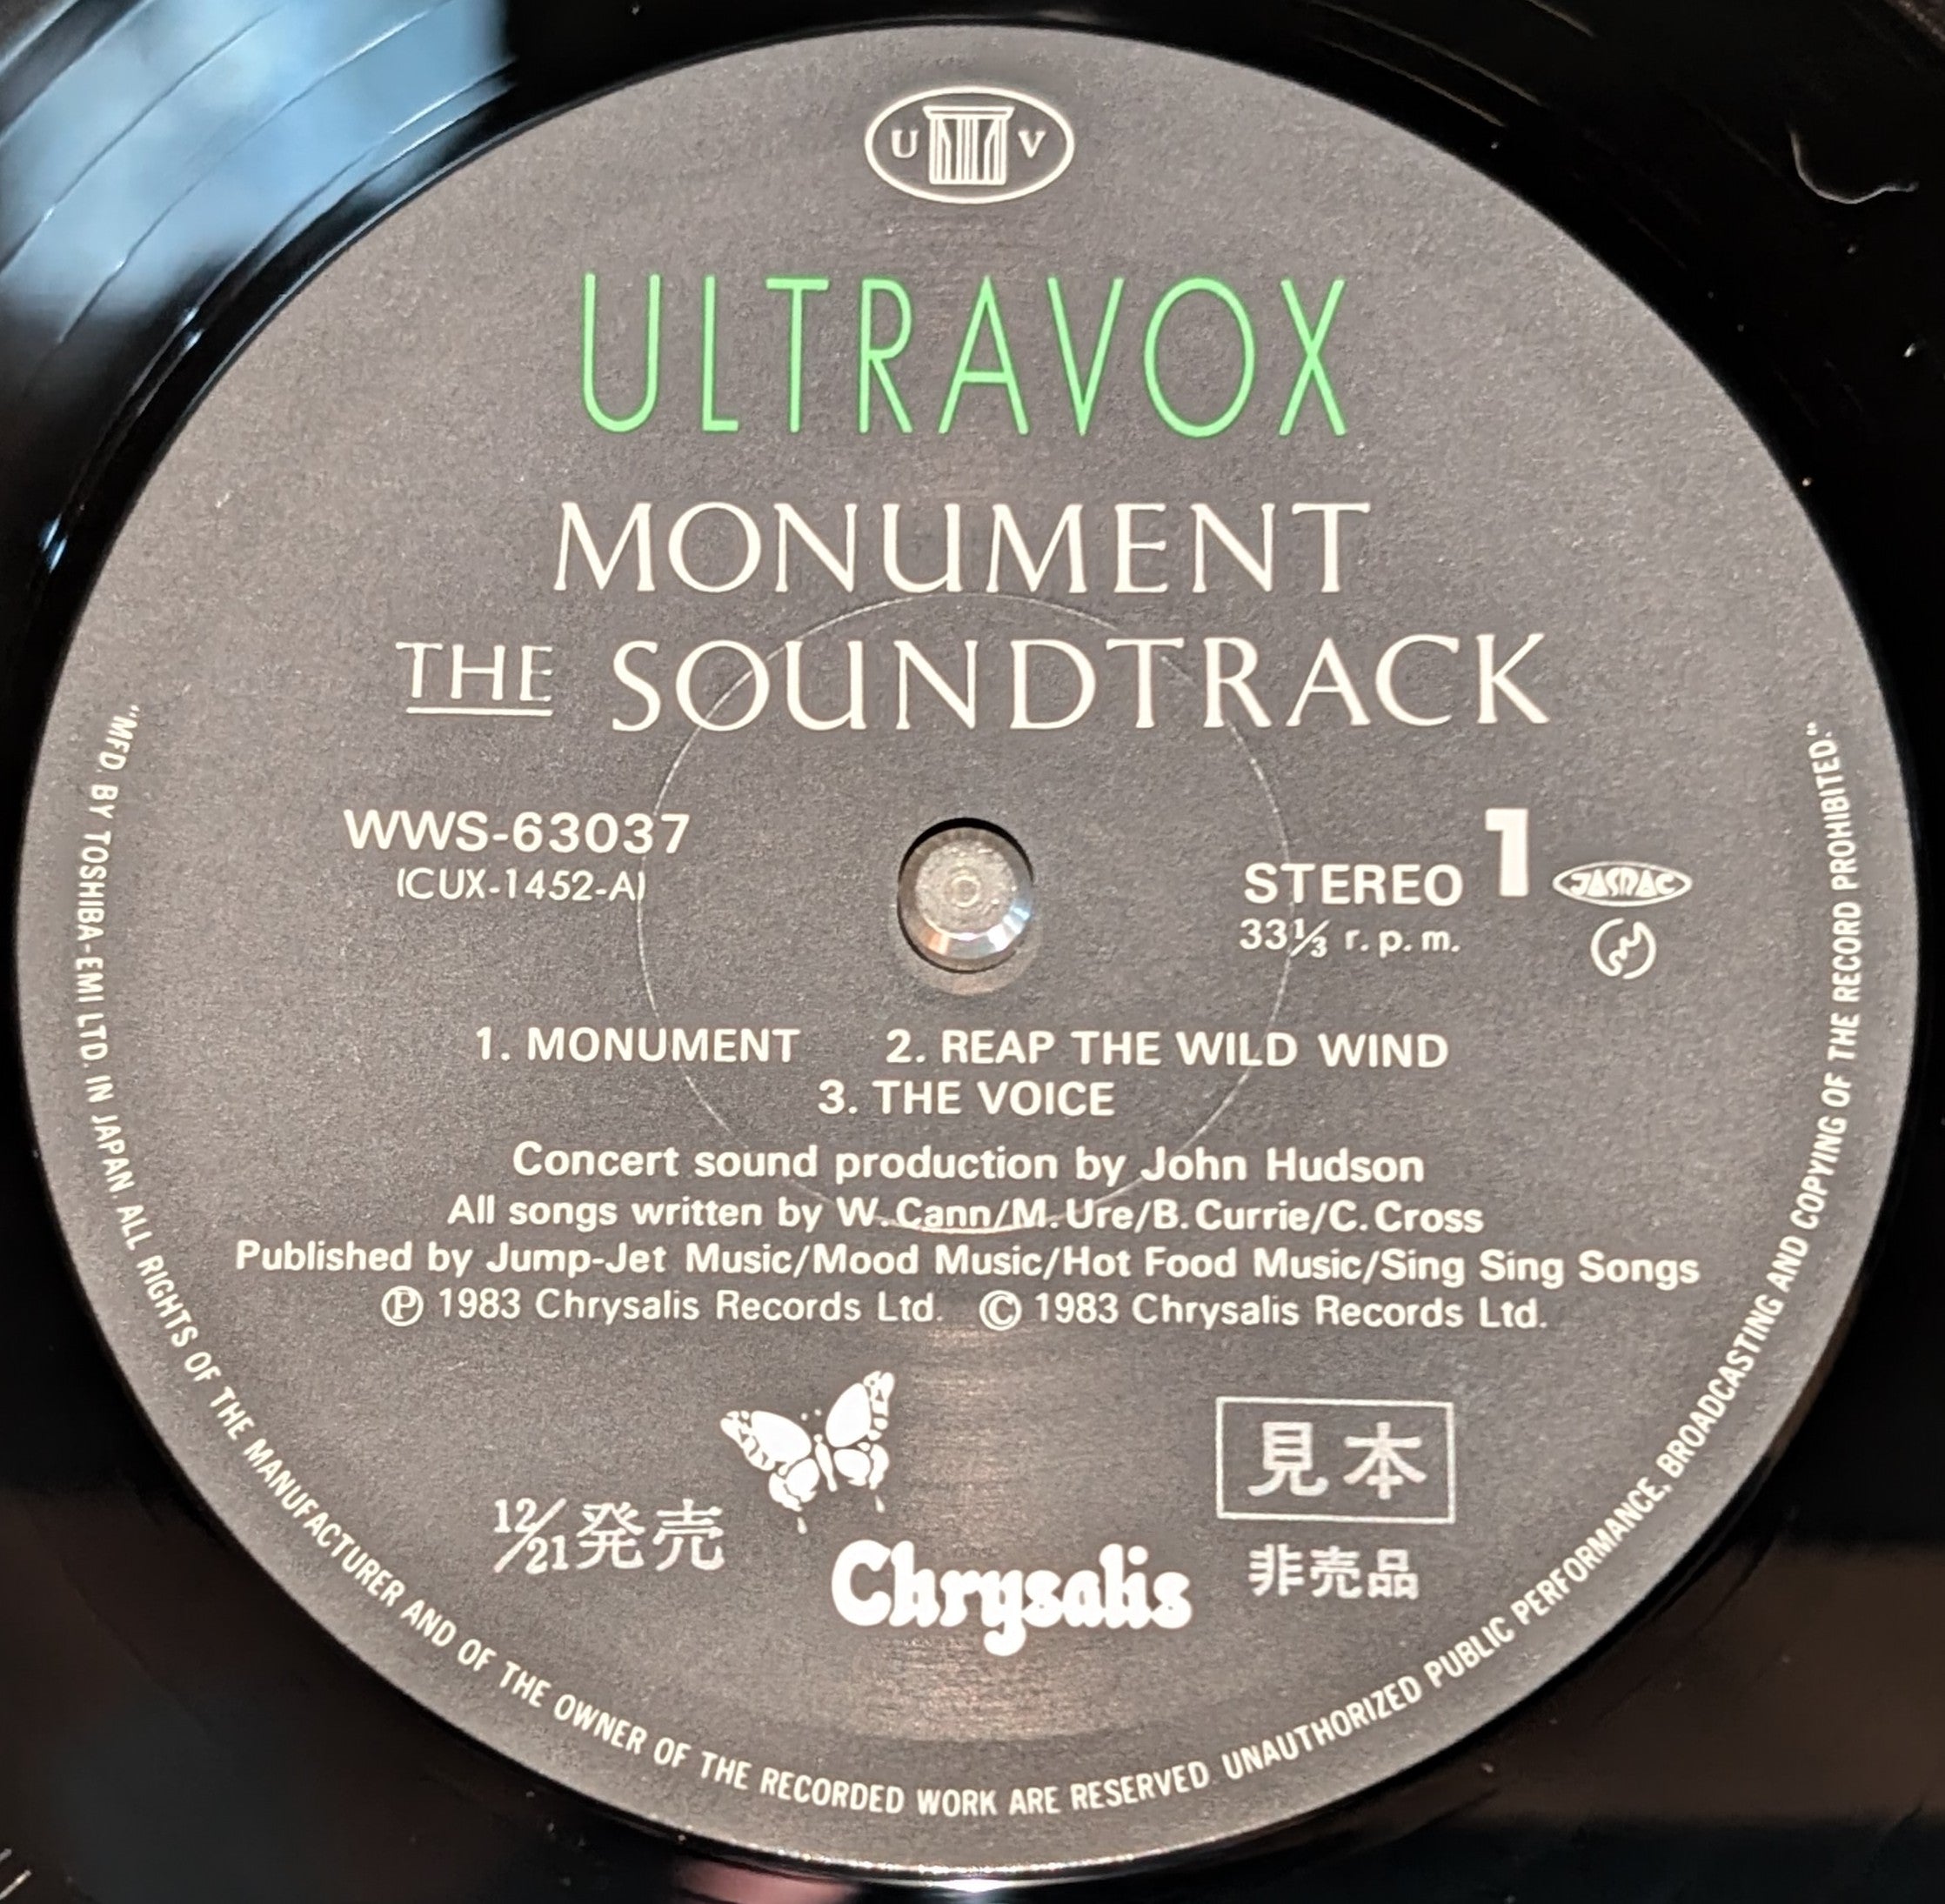 U V
ULTRAVOX
MONUMENT
THE SOUNDTRACK
WWS-63037
(CUX-1452-A)
1
STEREO
JASRAC
33⅓ r.p.m.
1. MONUMENT 2. REAP THE WILD WIND
3. THE VOICE
Concert sound production by John Hudson
All songs written by W. Cann/M. Ure/B. Currie/C. Cross
Published by Jump-Jet Music/Mood Music/Hot Food Music/Sing Sing Songs
Ⓟ 1983 Chrysalis Records Ltd. © 1983 Chrysalis Records Ltd.
12/21発売
Chrysalis
見本
非売品
"MFD. BY TOSHIBA-EMI LTD. IN JAPAN. ALL RIGHTS OF THE MANUFACTURER AND OF THE OWNER OF THE RECORDED WORK ARE RESERVED. UNAUTHORIZED PUBLIC PERFORMANCE, BROADCASTING AND COPYING OF THE RECORD PROHIBITED."